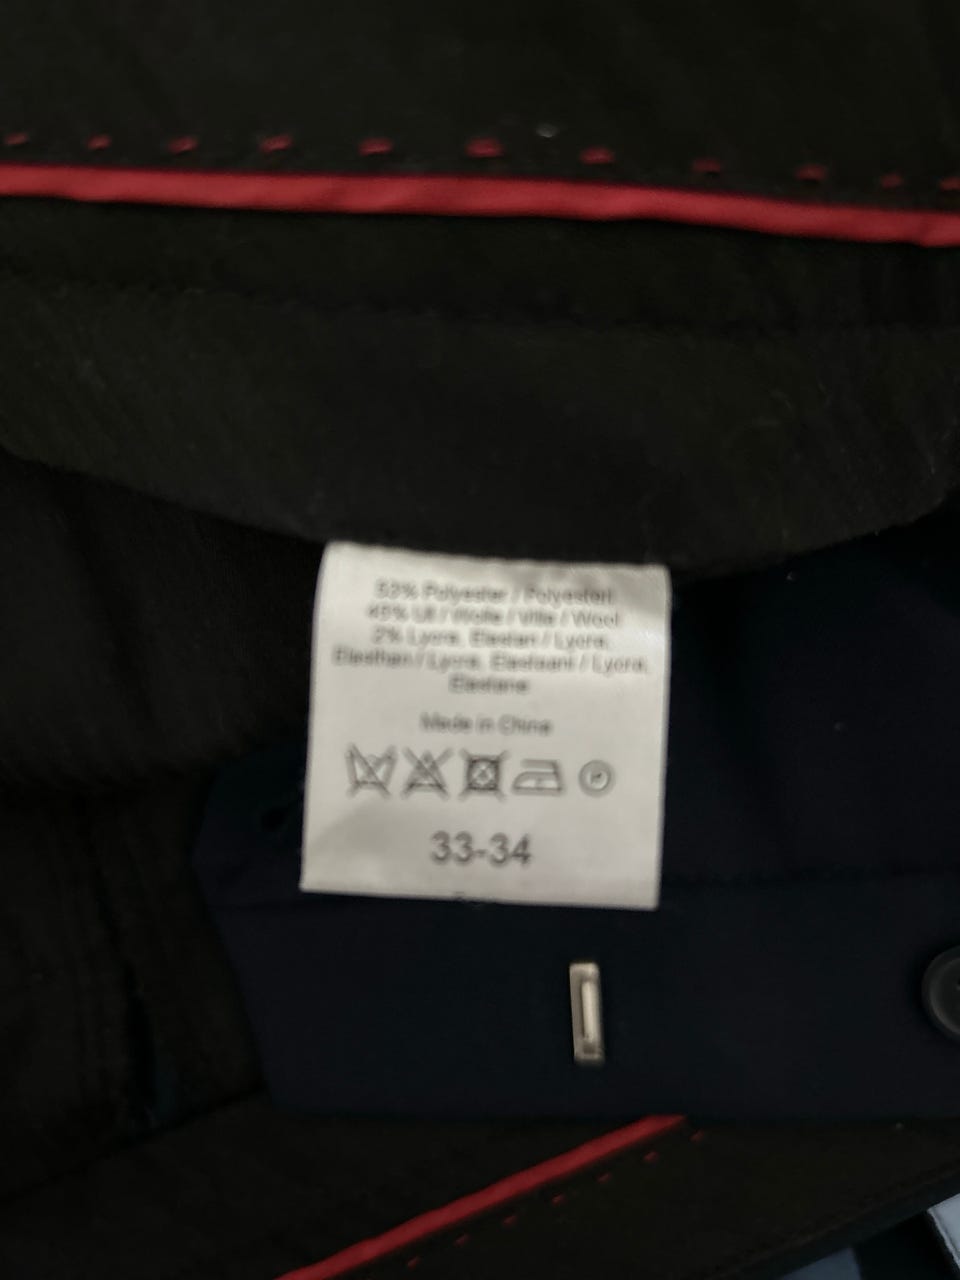 53% Polyester / Polyesteri,
45% Ull / Wolle / Villa / Wool
2% Lycra, Elastan / Lycra,
Elasthan / Lycra, Elastaani / Lycra,
Elastane
Made in China
P
33-34